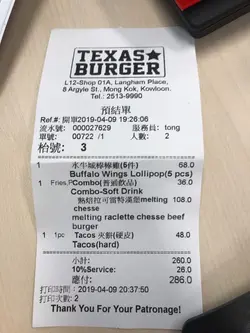 TEXAS★BURGER
L12-Shop 01A, Langham Place,
8 Argyle St., Mong Kok, Kowloon.
Tel.: 2513-9990
預結單
Ref.#: 開單2019-04-09 19:26:06
流水號: 000027629 服務員: tong
單號: 00722 /1 人數: 2
枱號: 3
1 水牛城棒棒雞(5件) 68.0
Buffalo Wings Lollipop(5 pcs)
1 Fries,P Combo(普通飲品) 36.0
Combo-Soft Drink
熱焰拉可雷特漢堡melting 108.0
chesse
melting raclette chesse beef
burger
1 1pc Tacos 夾餅(硬皮) 48.0
Tacos(hard)
小計: 260.0
10%Service: 26.0
應付: 286.0
打印時間: 2019-04-09 20:37:50
打印次數: 2
Thank You For Your Patronage!